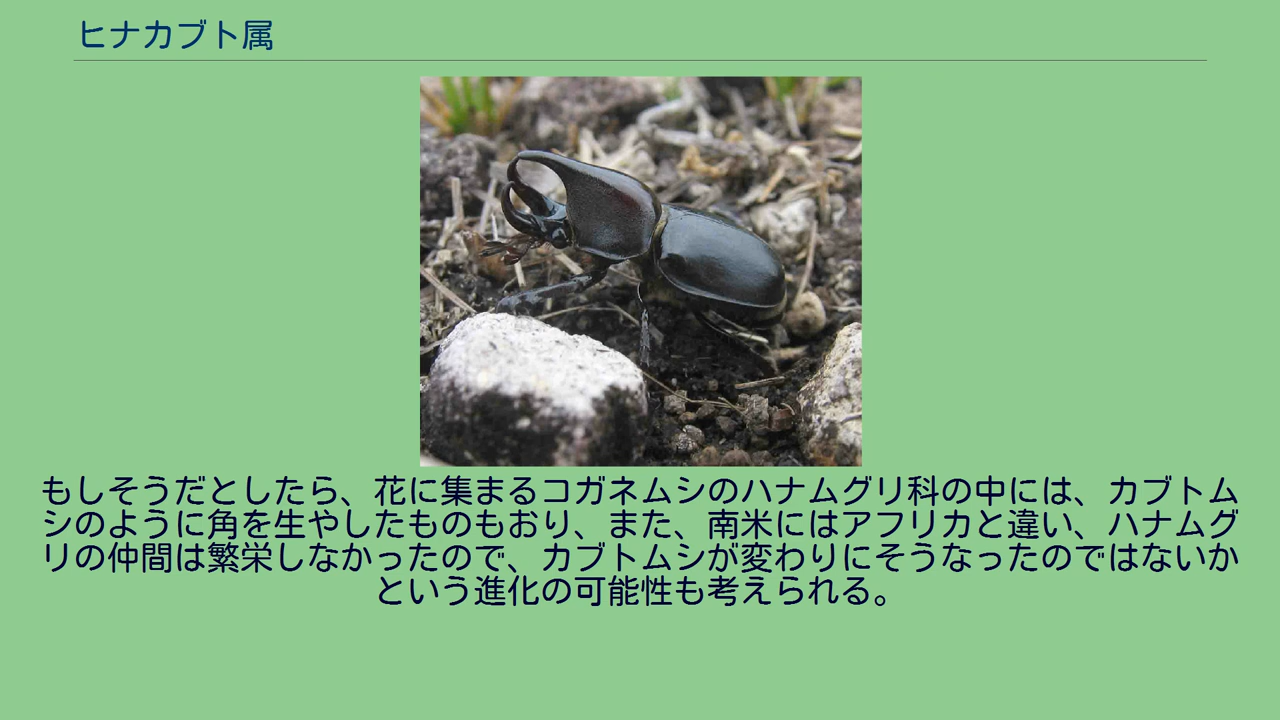 ヒナカブト属
もしそうだとしたら、花に集まるコガネムシのハナムグリ科の中には、カブトム
シのように角を生やしたものもおり、また、南米にはアフリカと違い、ハナムグ
リの仲間は繁栄しなかったので、カブトムシが変わりにそうなったのではないか
という進化の可能性も考えられる。